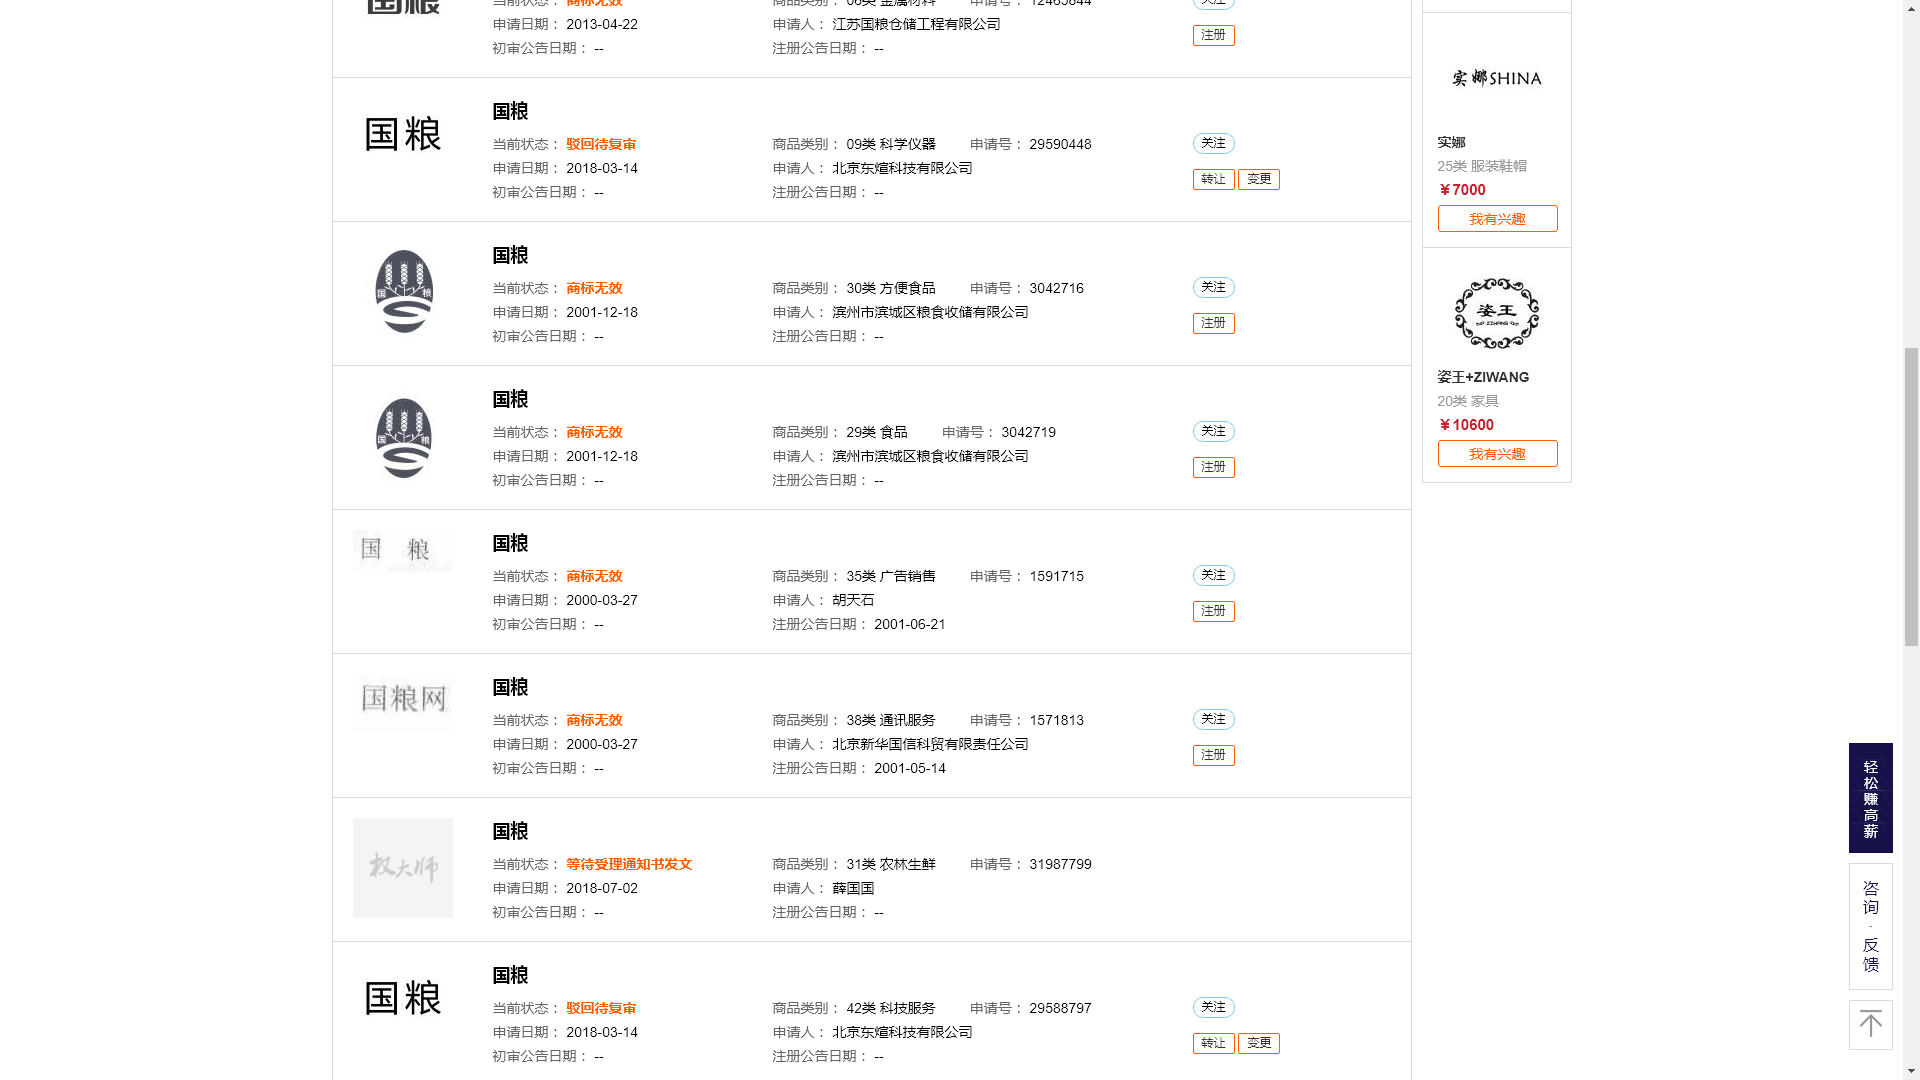 国粮
当前状态： 商标无效 商品类别： 06类 金属材料 申请号： 12465844 关注
申请日期： 2013-04-22 申请人： 江苏国粮仓储工程有限公司 注册
初审公告日期： -- 注册公告日期： --
国粮
国粮
当前状态： 驳回待复审 商品类别： 09类 科学仪器 申请号： 29590448 关注
申请日期： 2018-03-14 申请人： 北京东煊科技有限公司 转让 变更
初审公告日期： -- 注册公告日期： --
国粮
国 粮
当前状态： 商标无效 商品类别： 30类 方便食品 申请号： 3042716 关注
申请日期： 2001-12-18 申请人： 滨州市滨城区粮食收储有限公司 注册
初审公告日期： -- 注册公告日期： --
国粮
国 粮
当前状态： 商标无效 商品类别： 29类 食品 申请号： 3042719 关注
申请日期： 2001-12-18 申请人： 滨州市滨城区粮食收储有限公司 注册
初审公告日期： -- 注册公告日期： --
国粮
国 粮
当前状态： 商标无效 商品类别： 35类 广告销售 申请号： 1591715 关注
申请日期： 2000-03-27 申请人： 胡天石 注册
初审公告日期： -- 注册公告日期： 2001-06-21
国粮
国粮网
当前状态： 商标无效 商品类别： 38类 通讯服务 申请号： 1571813 关注
申请日期： 2000-03-27 申请人： 北京新华国信科贸有限责任公司 注册
初审公告日期： -- 注册公告日期： 2001-05-14
国粮
权大师
当前状态： 等待受理通知书发文 商品类别： 31类 农林生鲜 申请号： 31987799
申请日期： 2018-07-02 申请人： 薛国国
初审公告日期： -- 注册公告日期： --
国粮
国粮
当前状态： 驳回待复审 商品类别： 42类 科技服务 申请号： 29588797 关注
申请日期： 2018-03-14 申请人： 北京东煊科技有限公司 转让 变更
初审公告日期： -- 注册公告日期： --
实娜SHINA
实娜
25类 服装鞋帽
￥7000
我有兴趣
姿王
ZIWANG
姿王+ZIWANG
20类 家具
￥10600
我有兴趣
轻松赚高薪
咨询·反馈